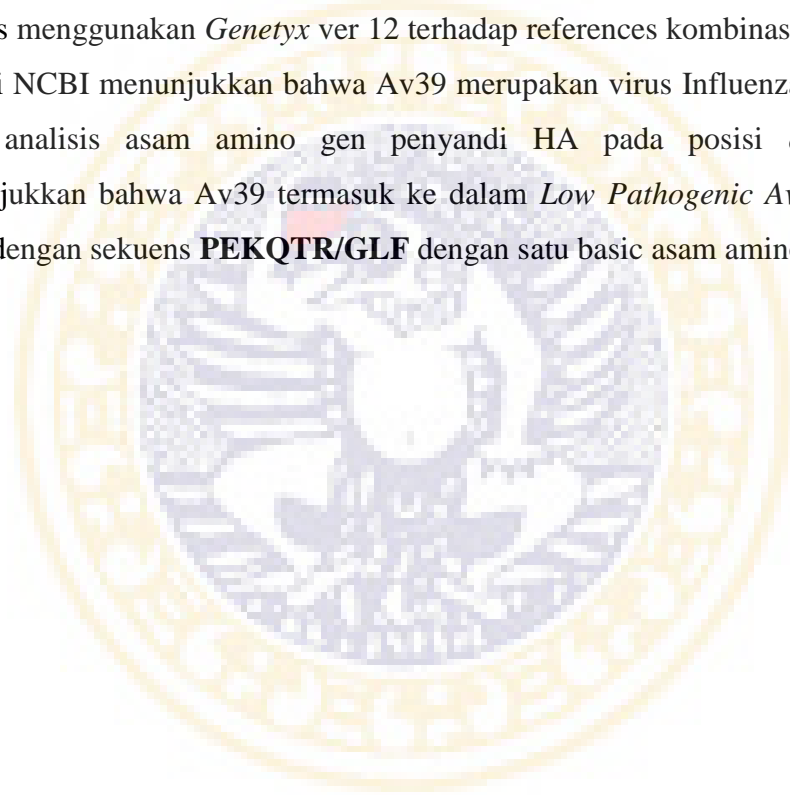 s menggunakan Genetyx ver 12 terhadap references kombinas
i NCBI menunjukkan bahwa Av39 merupakan virus Influenza
analisis asam amino gen penyandi HA pada posisi
jukkan bahwa Av39 termasuk ke dalam Low Pathogenic Av
dengan sekuens PEKQTR/GLF dengan satu basic asam amino